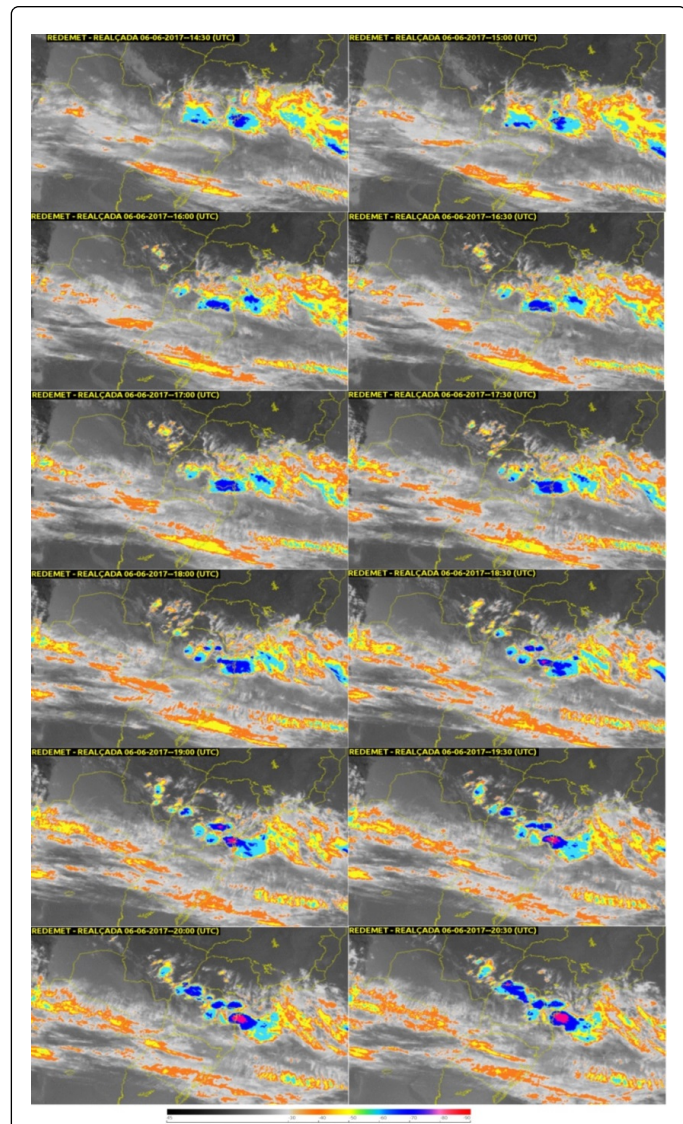 REDEMET - REALÇADA 06-06-2017--14:30 (UTC)
REDEMET - REALÇADA 06-06-2017--15:00 (UTC)
REDEMET - REALÇADA 06-06-2017--16:00 (UTC)
REDEMET - REALÇADA 06-06-2017--16:30 (UTC)
REDEMET - REALÇADA 06-06-2017--17:00 (UTC)
REDEMET - REALÇADA 06-06-2017--17:30 (UTC)
REDEMET - REALÇADA 06-06-2017--18:00 (UTC)
REDEMET - REALÇADA 06-06-2017--18:30 (UTC)
REDEMET - REALÇADA 06-06-2017--19:00 (UTC)
REDEMET - REALÇADA 06-06-2017--19:30 (UTC)
REDEMET - REALÇADA 06-06-2017--20:00 (UTC)
REDEMET - REALÇADA 06-06-2017--20:30 (UTC)